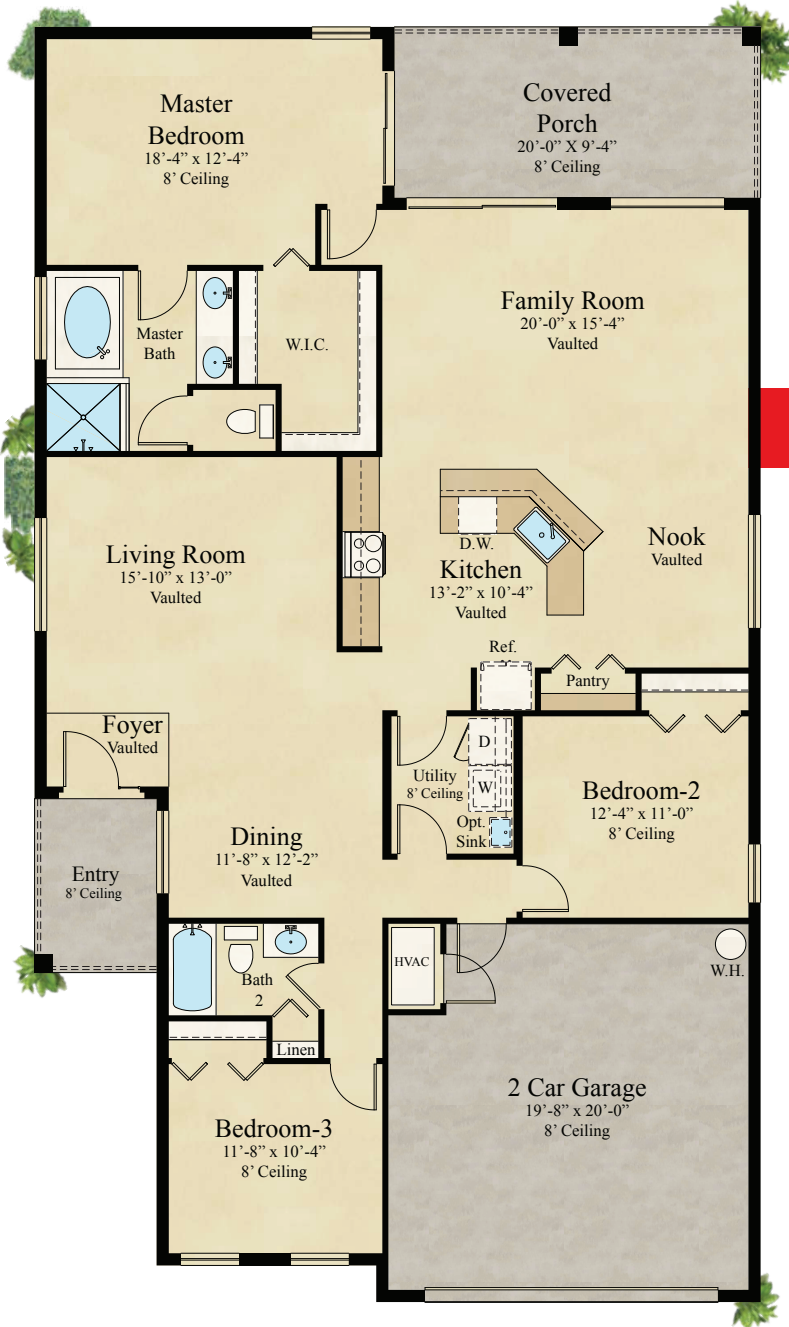 Master
Bedroom
18’-4” x 12’-4”
8’ Ceiling
Covered
Porch
20’-0” X 9’-4”
8’ Ceiling
Family Room
20’-0” x 15’-4”
Vaulted
Master
Bath
W.I.C.
Living Room
15’-10” x 13’-0”
Vaulted
D.W.
Kitchen
13’-2” x 10’-4”
Vaulted
Nook
Vaulted
Ref.
Pantry
Foyer
Vaulted
D
Utility
8’ Ceiling
W
Opt.
Sink
Bedroom-2
12’-4” x 11’-0”
8’ Ceiling
Dining
11’-8” x 12’-2”
Vaulted
Entry
8’ Ceiling
Bath
2
HVAC
W.H.
Linen
2 Car Garage
19’-8” x 20’-0”
8’ Ceiling
Bedroom-3
11’-8” x 10’-4”
8’ Ceiling